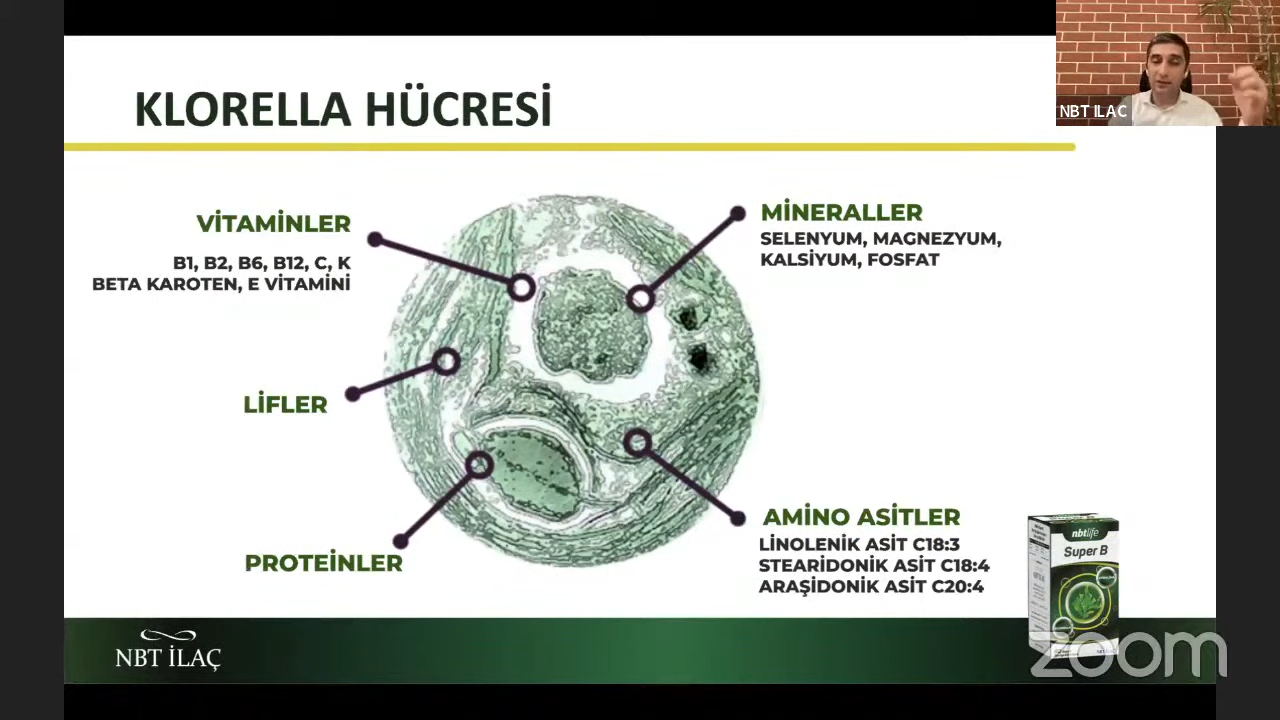 KLORELLA HÜCRESİ
NBT ILAC
VİTAMİNLER
B1, B2, B6, B12, C, K
BETA KAROTEN, E VİTAMİNİ
MİNERALLER
SELENYUM, MAGNEZYUM,
KALSİYUM, FOSFAT
LİFLER
PROTEİNLER
AMİNO ASİTLER
LİNOLENİK ASİT C18:3
STEARİDONİK ASİT C18:4
ARAŞİDONİK ASİT C20:4
nbtlife
Super B
NBT İLAÇ
zoom